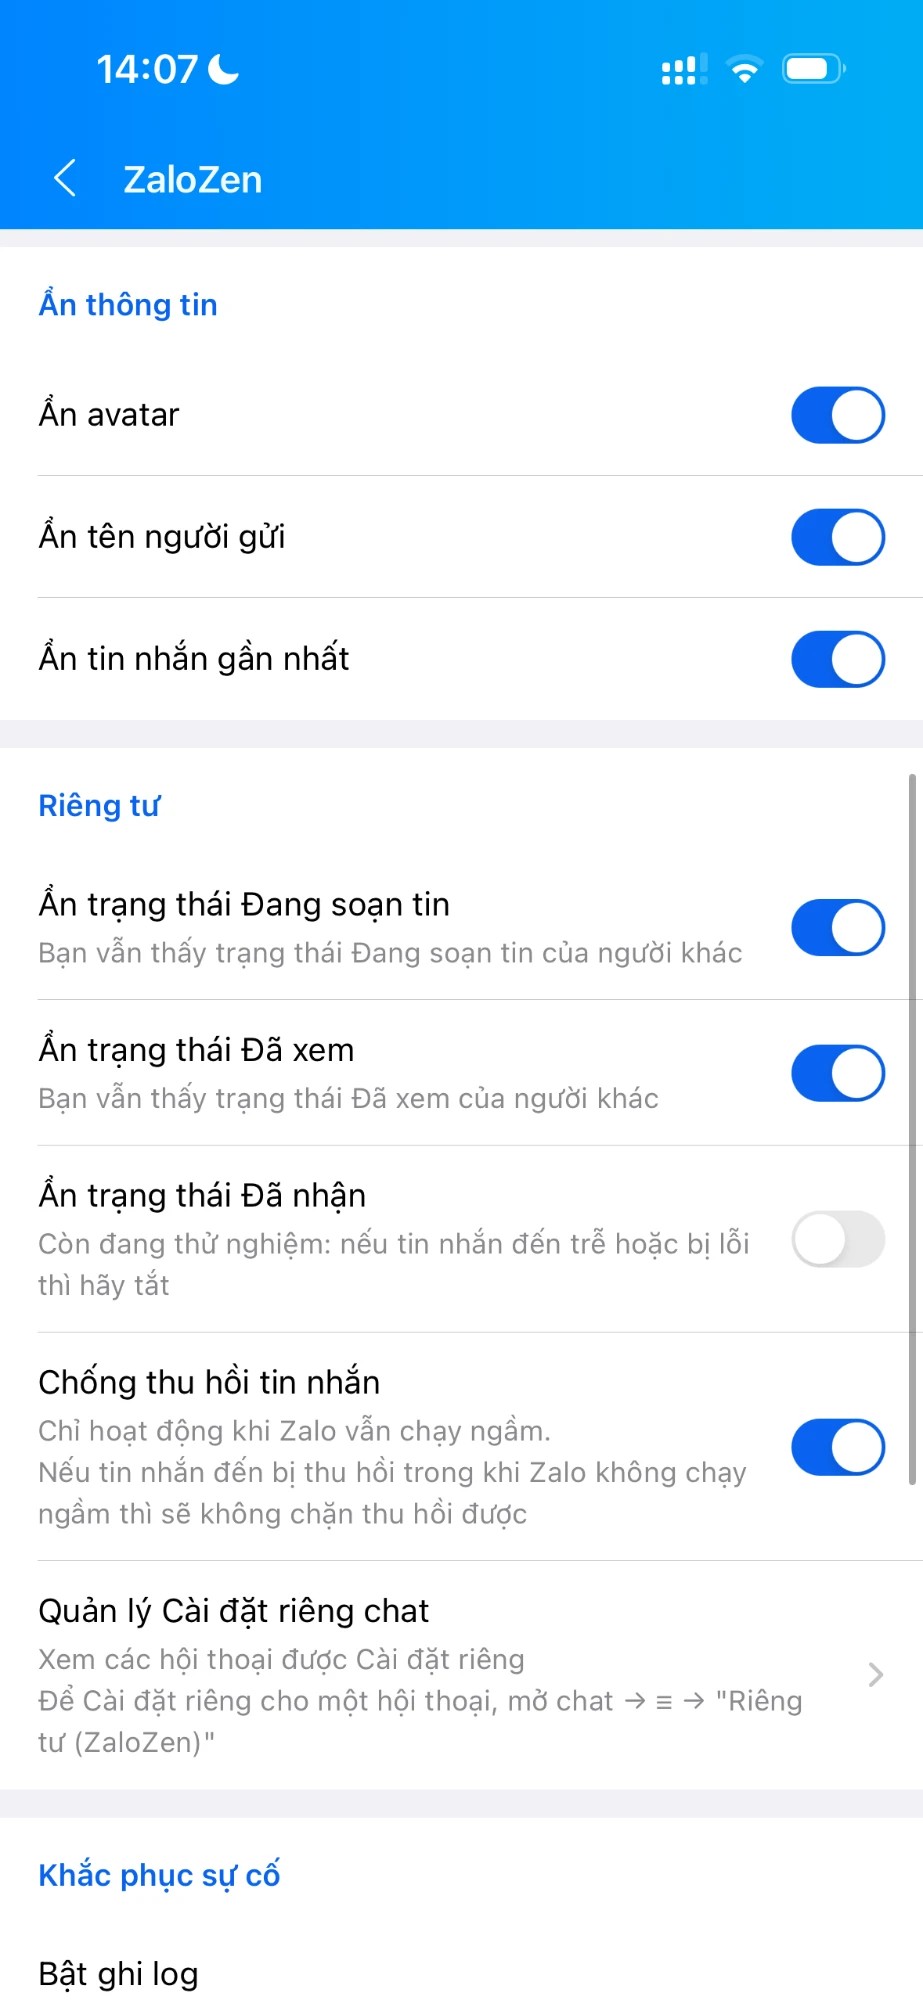 14:07
ZaloZen
Ẩn thông tin
Ẩn avatar
Ẩn tên người gửi
Ẩn tin nhắn gần nhất
Riêng tư
Ẩn trạng thái Đang soạn tin
Bạn vẫn thấy trạng thái Đang soạn tin của người khác
Ẩn trạng thái Đã xem
Bạn vẫn thấy trạng thái Đã xem của người khác
Ẩn trạng thái Đã nhận
Còn đang thử nghiệm: nếu tin nhắn đến trễ hoặc bị lỗi
thì hãy tắt
Chống thu hồi tin nhắn
Chỉ hoạt động khi Zalo vẫn chạy ngầm.
Nếu tin nhắn đến bị thu hồi trong khi Zalo không chạy
ngầm thì sẽ không chặn thu hồi được
Quản lý Cài đặt riêng chat
Xem các hội thoại được Cài đặt riêng
Để Cài đặt riêng cho một hội thoại, mở chat → ≡ → "Riêng
tư (ZaloZen)"
Khắc phục sự cố
Bật ghi log